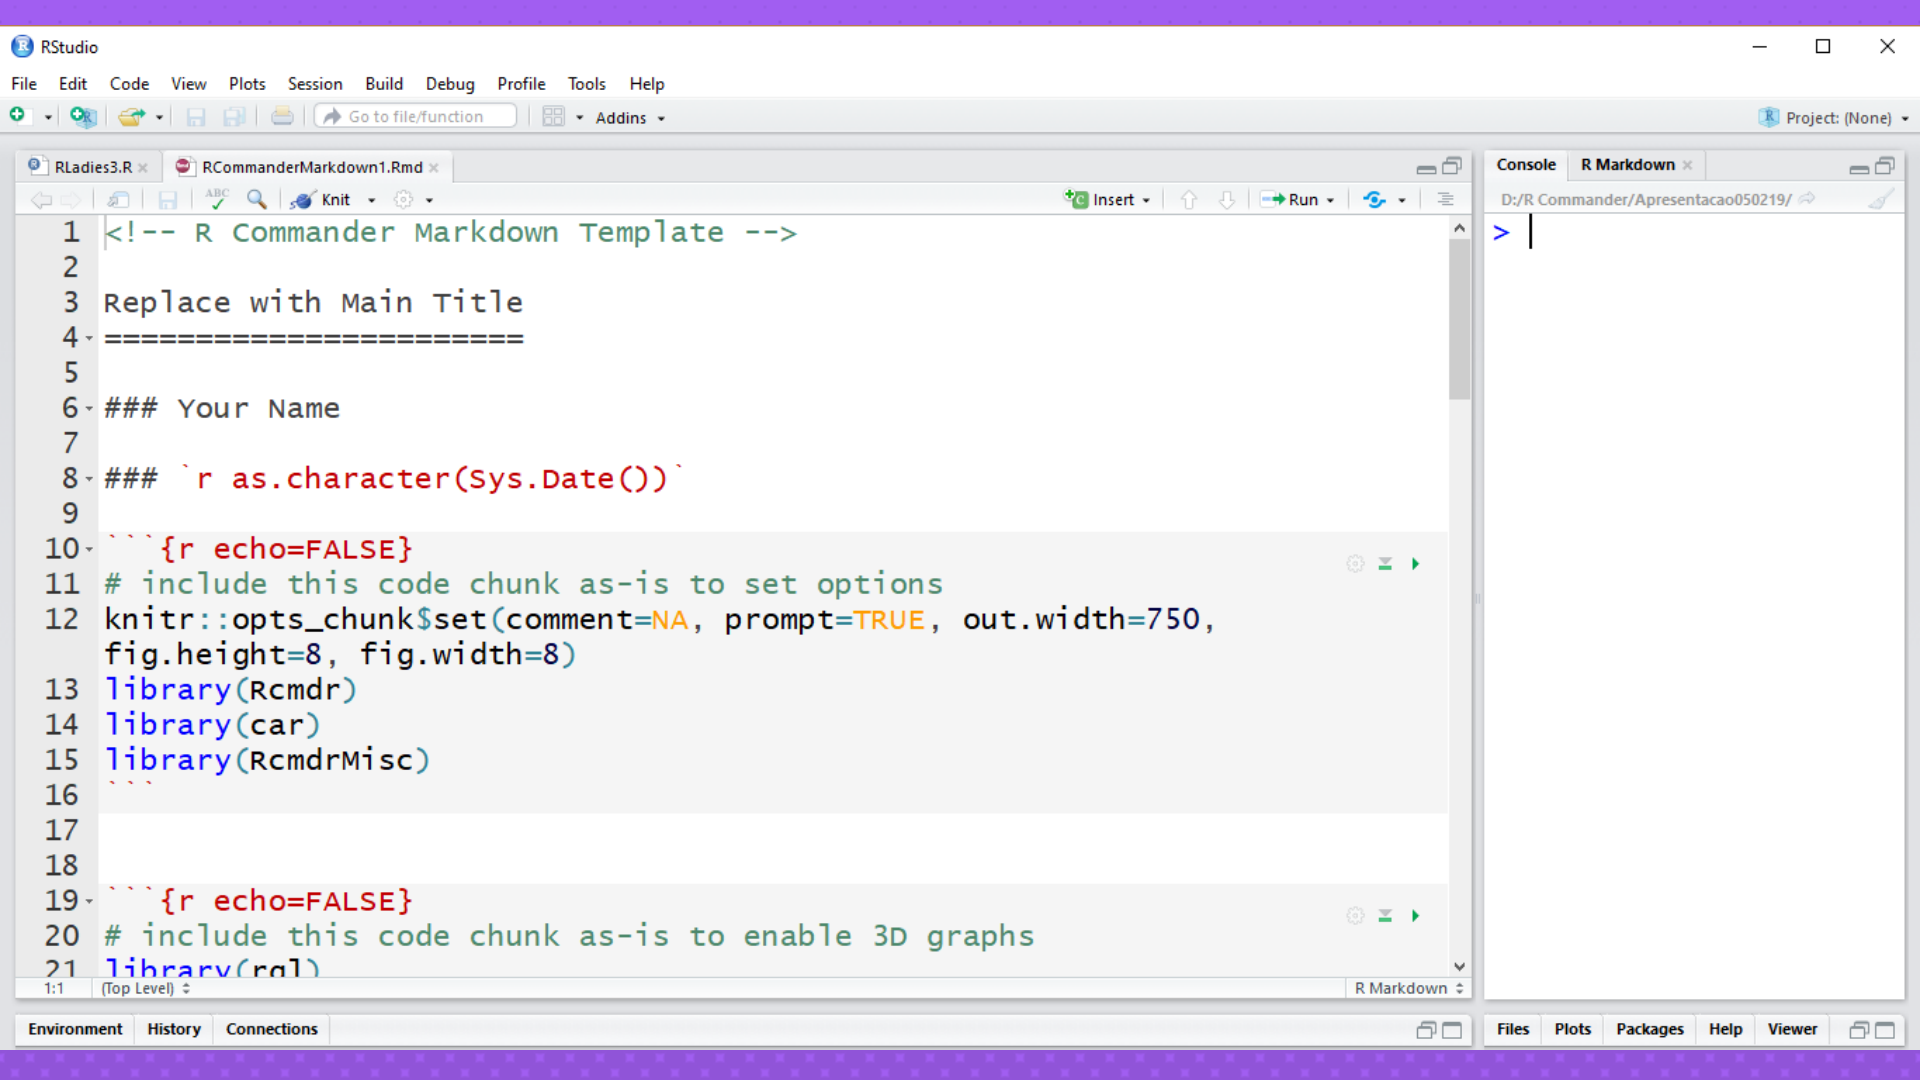 RStudio
File Edit Code View Plots Session Build Debug Profile Tools Help
Go to file/function Addins Project: (None)
RLadies3.R RCommanderMarkdown1.Rmd
ABC Knit Insert Run
1 <!-- R Commander Markdown Template -->
2
3 Replace with Main Title
4 =======================
5
6 ### Your Name
7
8 ### `r as.character(Sys.Date())`
9
10 ```{r echo=FALSE}
11 # include this code chunk as-is to set options
12 knitr::opts_chunk$set(comment=NA, prompt=TRUE, out.width=750,
fig.height=8, fig.width=8)
13 library(Rcmdr)
14 library(car)
15 library(RcmdrMisc)
16 ```
17
18
19 ```{r echo=FALSE}
20 # include this code chunk as-is to enable 3D graphs
21 library(rgl)
1:1 (Top Level) R Markdown
Environment History Connections
Console R Markdown
D:/R Commander/Apresentacao050219/
>
Files Plots Packages Help Viewer